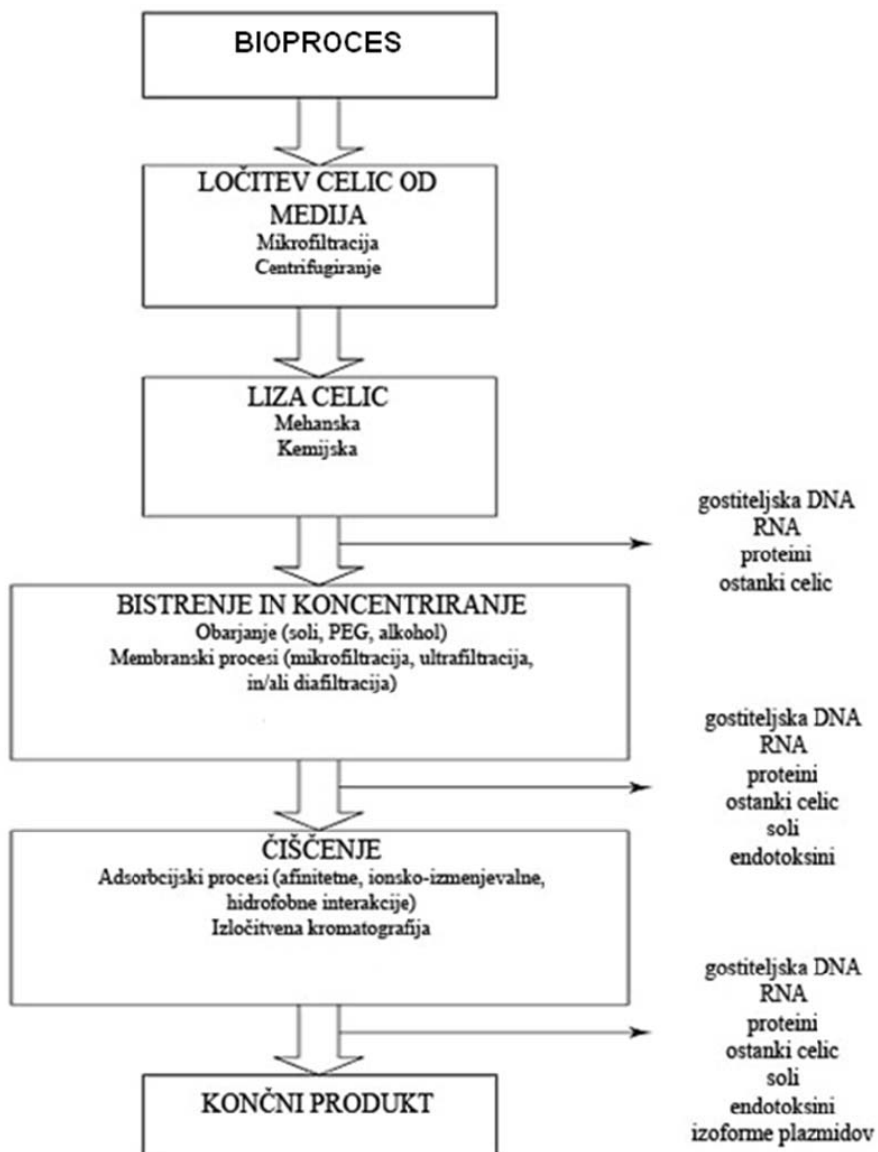 BIOPROCES
LOČITEV CELIC OD
MEDIJA
Mikrofiltracija
Centrifugiranje
LIZA CELIC
Mehanska
Kemijska
gostiteljska DNA
RNA
proteini
ostanki celic
BISTRENJE IN KONCENTRIRANJE
Obarjanje (soli, PEG, alkohol)
Membranski procesi (mikrofiltracija, ultrafiltracija,
in/ali diafiltracija)
gostiteljska DNA
RNA
proteini
ostanki celic
soli
endotoksini
ČIŠČENJE
Adsorbcijski procesi (afinitetne, ionsko-izmenjevalne,
hidrofobne interakcije)
Izločitvena kromatografija
gostiteljska DNA
RNA
proteini
ostanki celic
soli
endotoksini
izoforme plazmidov
KONČNI PRODUKT